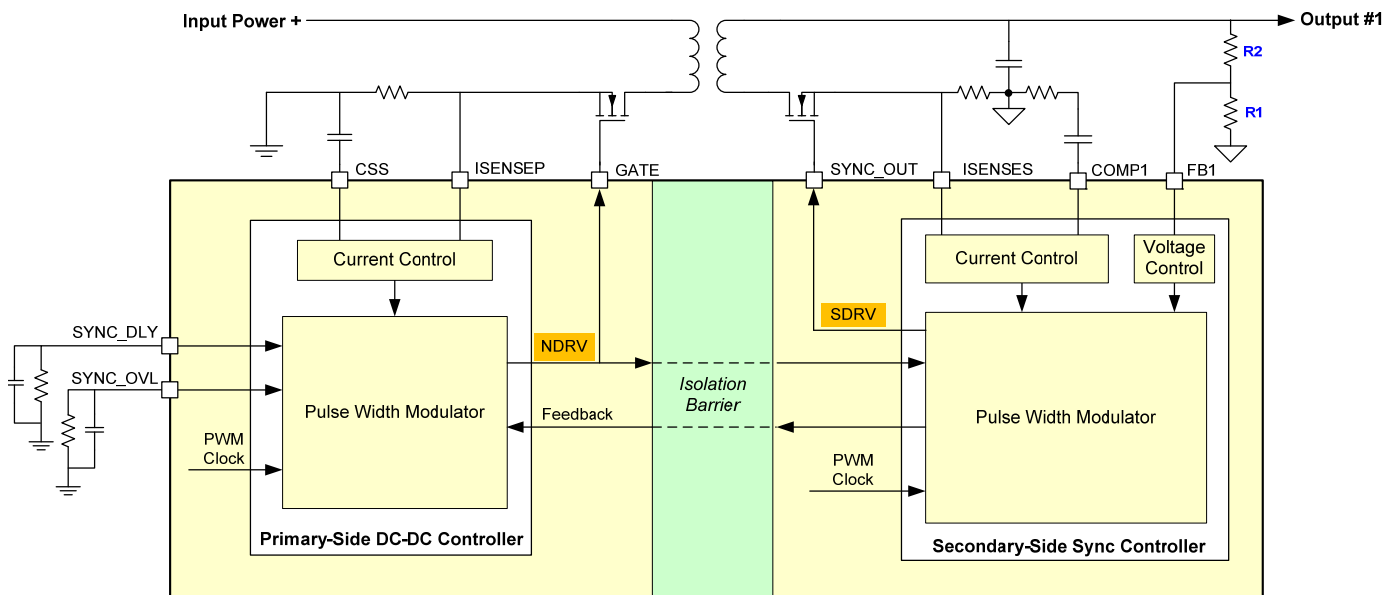 Input Power +
Output #1
R2
R1
CSS
ISENSEP
GATE
SYNC_OUT
ISENSES
COMP1
FB1
Current Control
Current Control
Voltage
Control
SYNC_DLY
SYNC_OVL
NDRV
SDRV
Pulse Width Modulator
Isolation
Barrier
Pulse Width Modulator
Feedback
PWM
Clock
PWM
Clock
Primary-Side DC-DC Controller
Secondary-Side Sync Controller